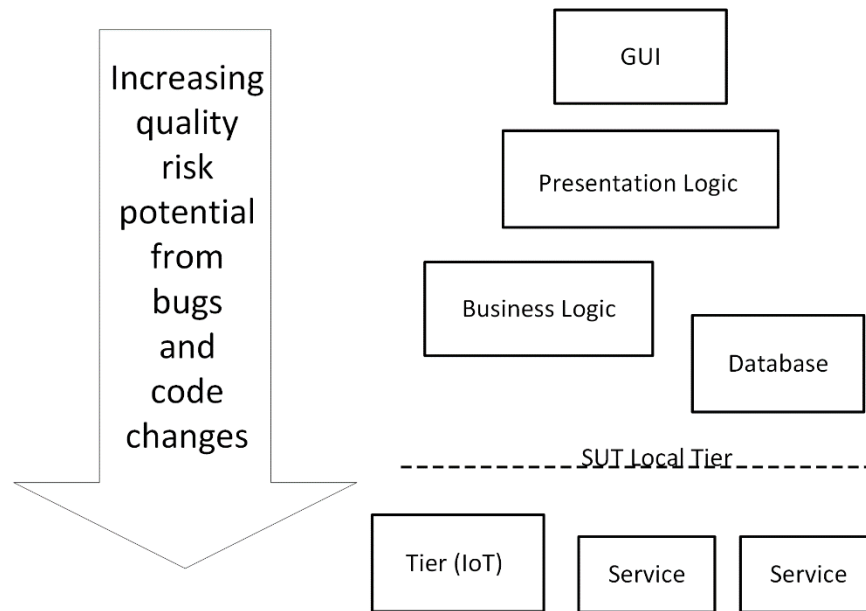 Increasing
quality
risk
potential
from
bugs
and
code
changes
GUI
Presentation Logic
Business Logic
Database
SUT Local Tier
Tier (IoT)
Service
Service